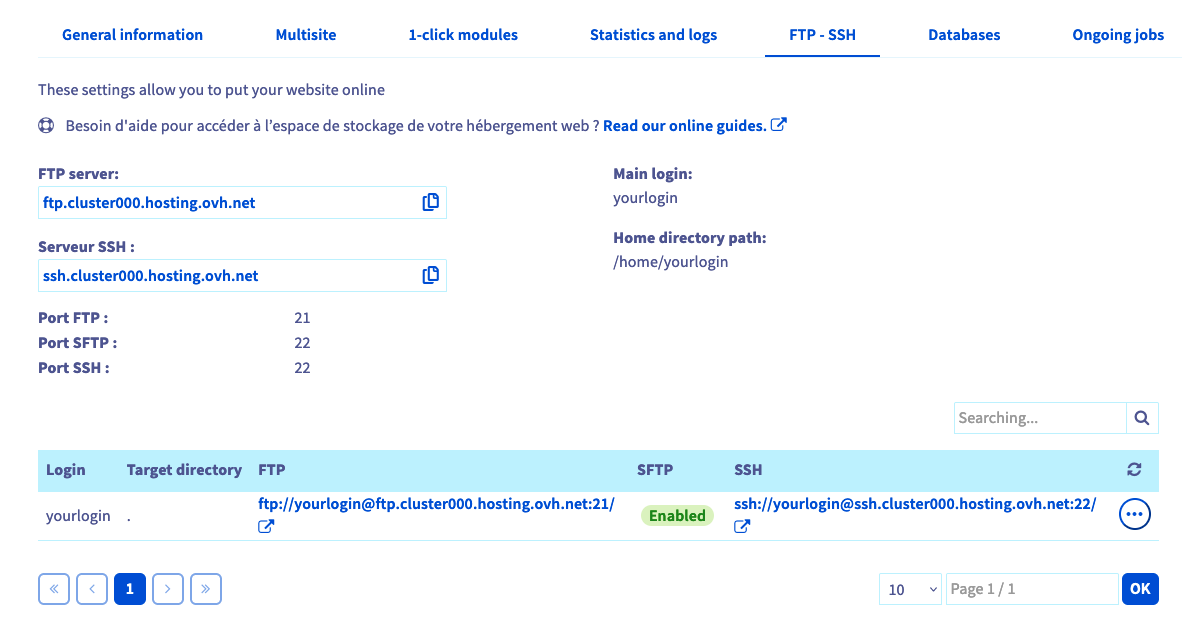 General information Multisite 1-click modules Statistics and logs FTP - SSH Databases Ongoing jobs
These settings allow you to put your website online
Besoin d'aide pour accéder à l’espace de stockage de votre hébergement web ? Read our online guides.
FTP server:
ftp.cluster000.hosting.ovh.net
Serveur SSH :
ssh.cluster000.hosting.ovh.net
Port FTP : 21
Port SFTP : 22
Port SSH : 22
Main login:
yourlogin
Home directory path:
/home/yourlogin
Searching...
Login Target directory FTP SFTP SSH
yourlogin . ftp://yourlogin@ftp.cluster000.hosting.ovh.net:21/ Enabled ssh://yourlogin@ssh.cluster000.hosting.ovh.net:22/
« ‹ 1 › » 10 Page 1 / 1 OK